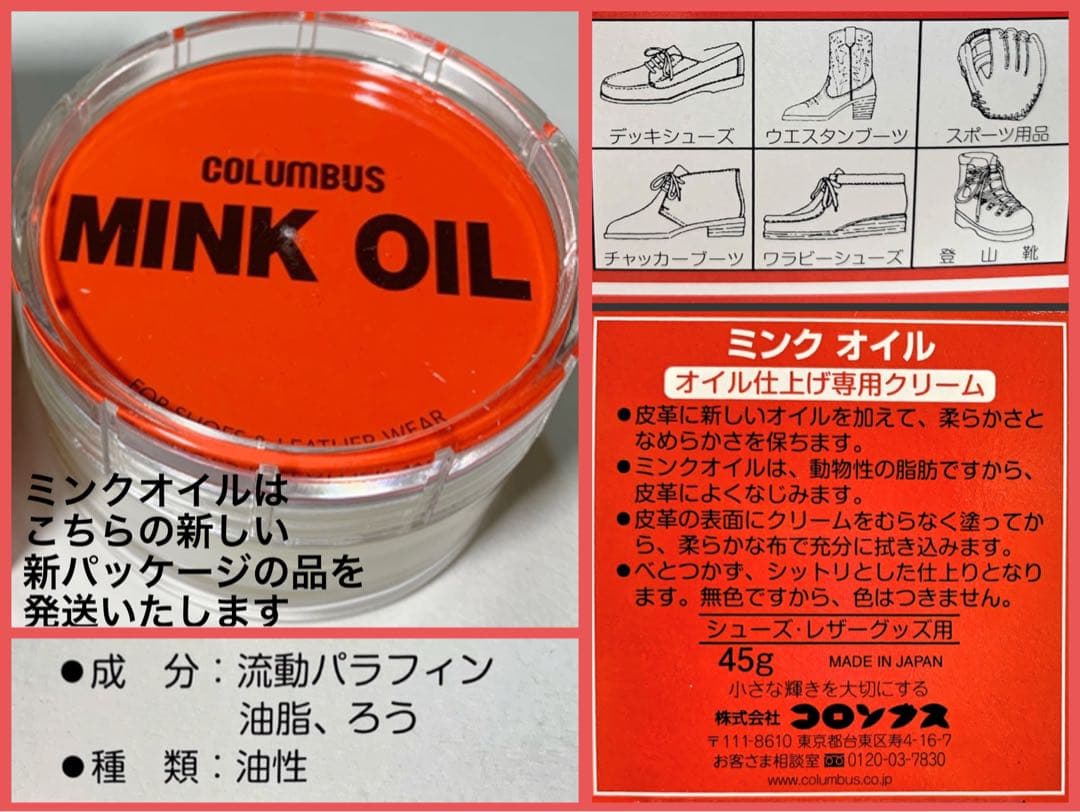 COLUMBUS
MINK OIL
FOR SHOES & LEATHER WEAR
ミンクオイルは
こちらの新しい
新パッケージの品を
発送いたします
●成　分：流動パラフィン
油脂、ろう
●種　類：油性
デッキシューズ
ウエスタンブーツ
スポーツ用品
チャッカーブーツ
ワラビーシューズ
登　山　靴
ミンク オイル
オイル仕上げ専用クリーム
●皮革に新しいオイルを加えて、柔らかさと
なめらかさを保ちます。
●ミンクオイルは、動物性の脂肪ですから、
皮革によくなじみます。
●皮革の表面にクリームをむらなく塗ってか
ら、柔らかな布で充分に拭き込みます。
●べとつかず、シットリとした仕上りとなり
ます。無色ですから、色はつきません。
シューズ・レザーグッズ用
45g MADE IN JAPAN
小さな輝きを大切にする
株式会社 コロンブス
〒111-8610 東京都台東区寿4-16-7
お客さま相談室 0120-03-7830
www.columbus.co.jp